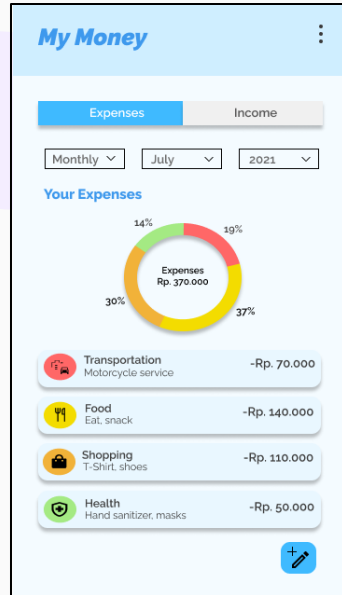 My Money
Expenses Income
Monthly July 2021
Your Expenses
14%
19%
Expenses
Rp. 370.000
30%
37%
Transportation -Rp. 70.000
Motorcycle service
Food -Rp. 140.000
Eat, snack
Shopping -Rp. 110.000
T-Shirt, shoes
Health -Rp. 50.000
Hand sanitizer, masks